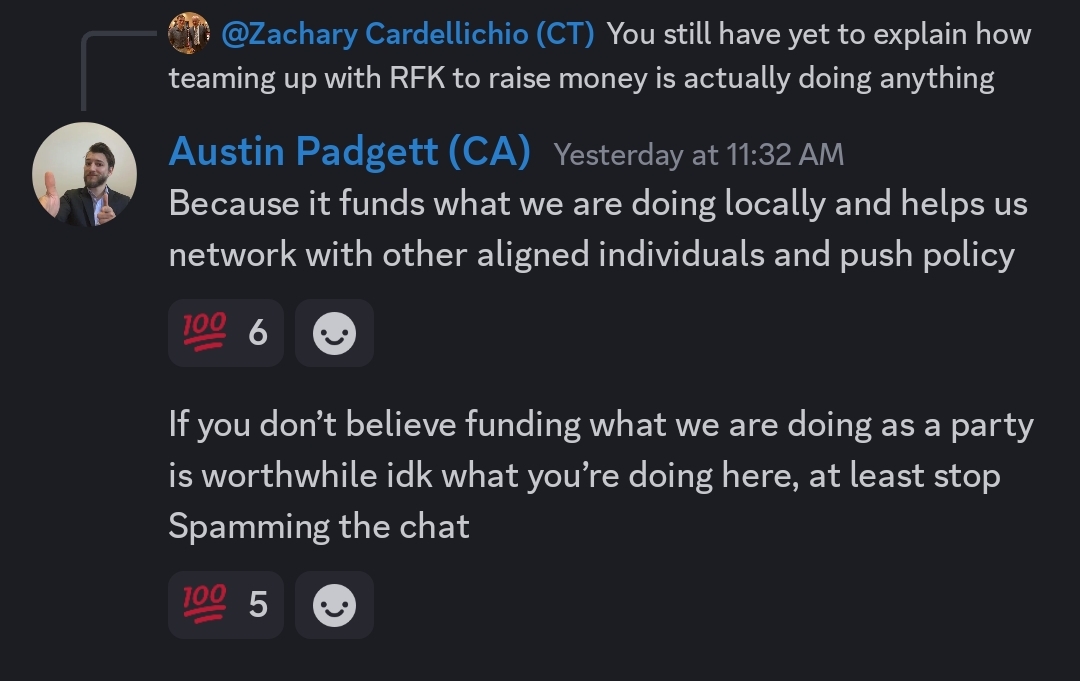 @Zachary Cardellichio (CT) You still have yet to explain how
teaming up with RFK to raise money is actually doing anything
Austin Padgett (CA) Yesterday at 11:32 AM
Because it funds what we are doing locally and helps us
network with other aligned individuals and push policy
💯 6
If you don’t believe funding what we are doing as a party
is worthwhile idk what you’re doing here, at least stop
Spamming the chat
💯 5